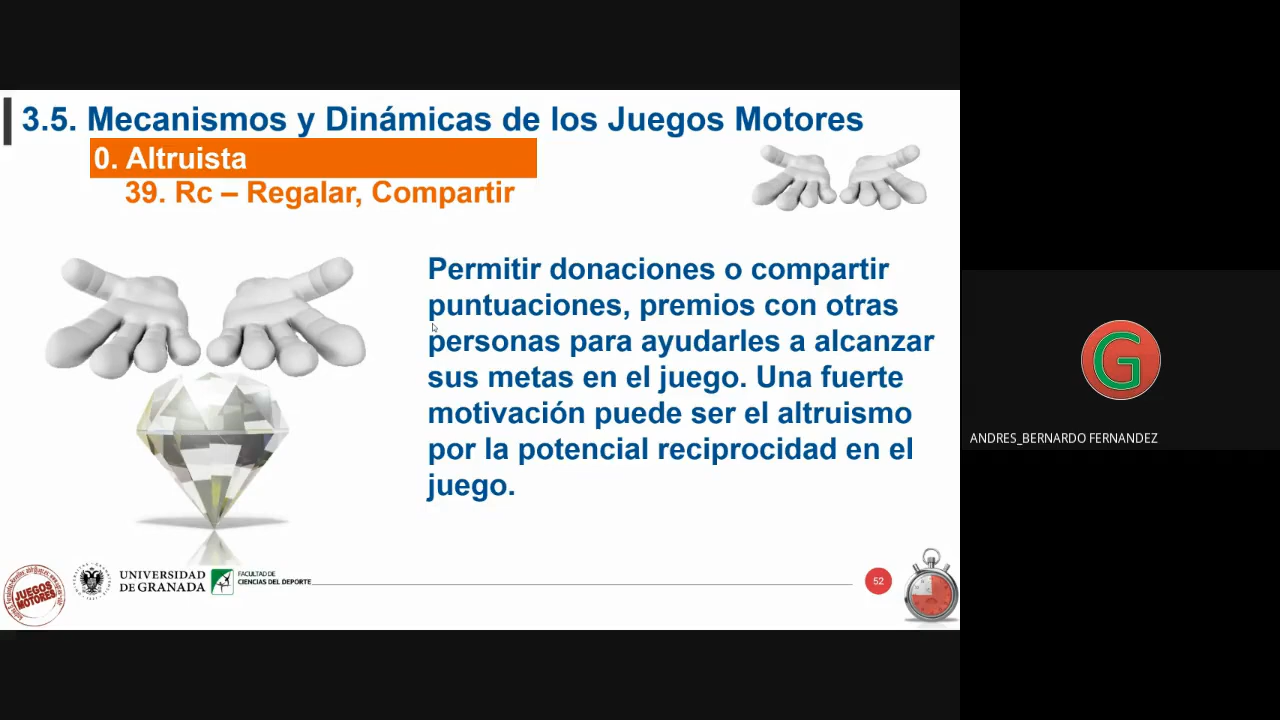 3.5. Mecanismos y Dinámicas de los Juegos Motores
0. Altruista
39. Rc – Regalar, Compartir
Permitir donaciones o compartir
puntuaciones, premios con otras
personas para ayudarles a alcanzar
sus metas en el juego. Una fuerte
motivación puede ser el altruismo
por la potencial reciprocidad en el
juego.
JUEGOS
MOTORES
UNIVERSIDAD
DE GRANADA
FACULTAD DE
CIENCIAS DEL DEPORTE
52
G
ANDRES_BERNARDO FERNANDEZ